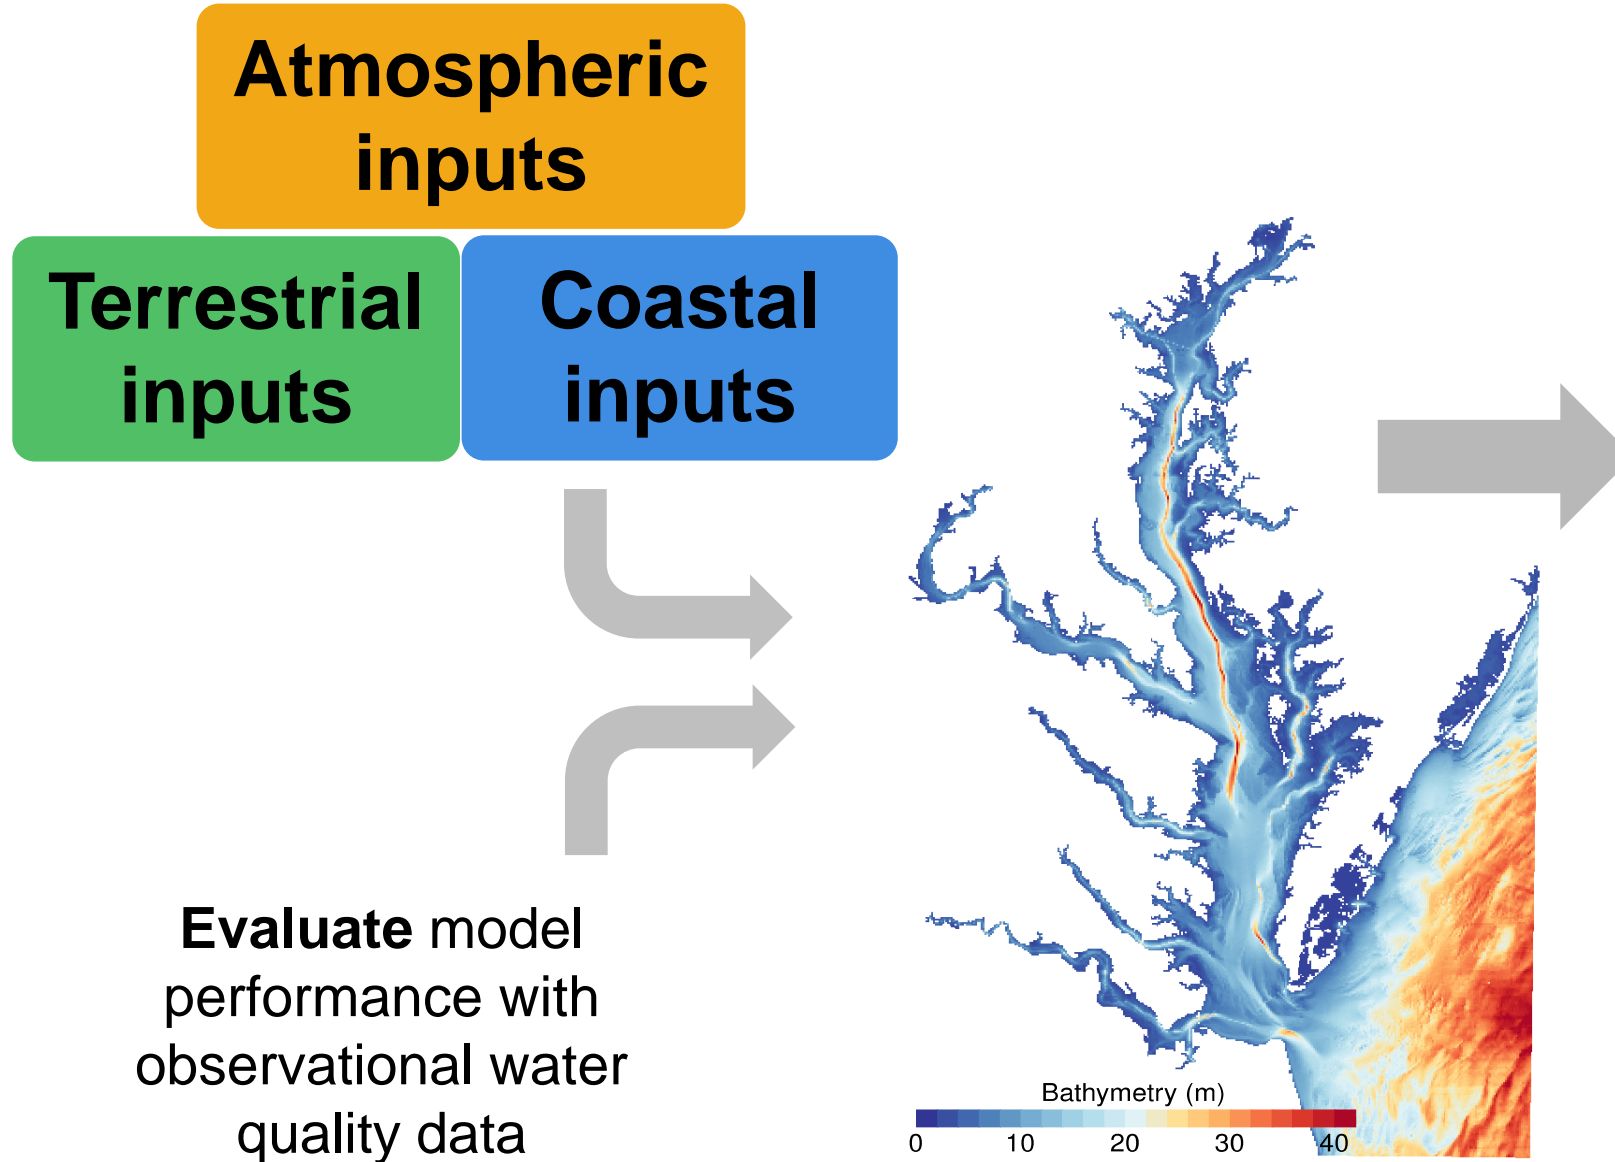 Atmospheric
inputs
Terrestrial
inputs
Coastal
inputs
Evaluate model
performance with
observational water
quality data
Bathymetry (m)
0 10 20 30 40